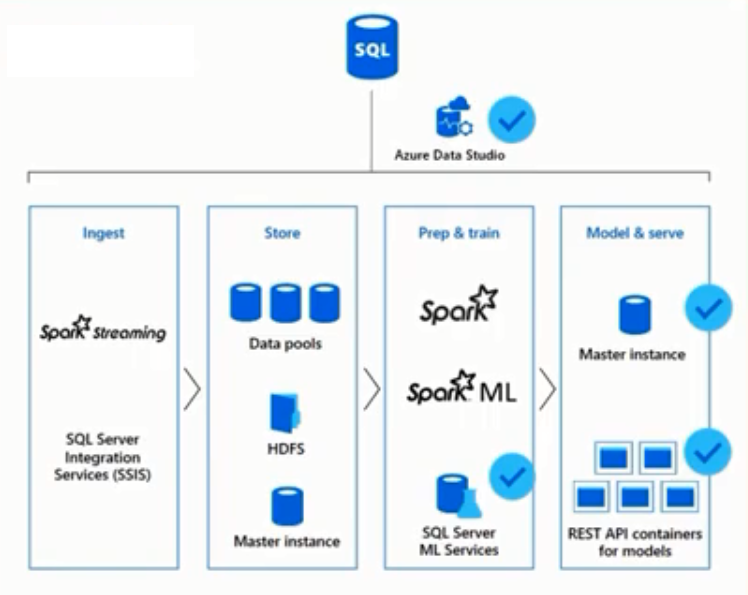 SQL
Azure Data Studio
Ingest
Spark Streaming
SQL Server
Integration
Services (SSIS)
Store
Data pools
HDFS
Master instance
Prep & train
Spark
Spark ML
SQL Server
ML Services
Model & serve
Master instance
REST API containers
for models